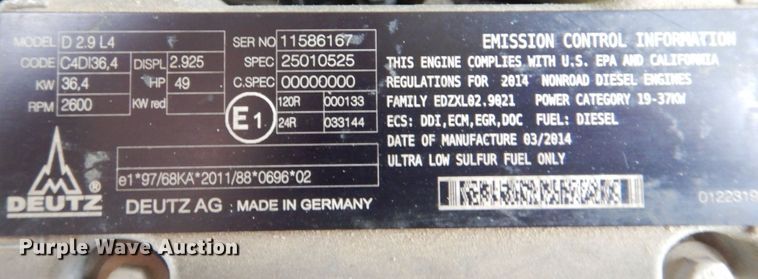 MODEL D 2.9 L4
CODE C4DI36,4 DISPL 2.925
KW 36,4 HP 49
RPM 2600 KW red
SER NO 11586167
SPEC 25010525
C.SPEC 00000000
E1 120R 000133
24R 033144
e1*97/68KA*2011/88*0696*02
DEUTZ ®
DEUTZ AG MADE IN GERMANY
EMISSION CONTROL INFORMATION
THIS ENGINE COMPLIES WITH U.S. EPA AND CALIFORNIA
REGULATIONS FOR 2014 NONROAD DIESEL ENGINES
FAMILY EDZXL02.9021 POWER CATEGORY 19-37KW
ECS: DDI,ECM,EGR,DOC FUEL: DIESEL
DATE OF MANUFACTURE 03/2014
ULTRA LOW SULFUR FUEL ONLY
Purple Wave Auction